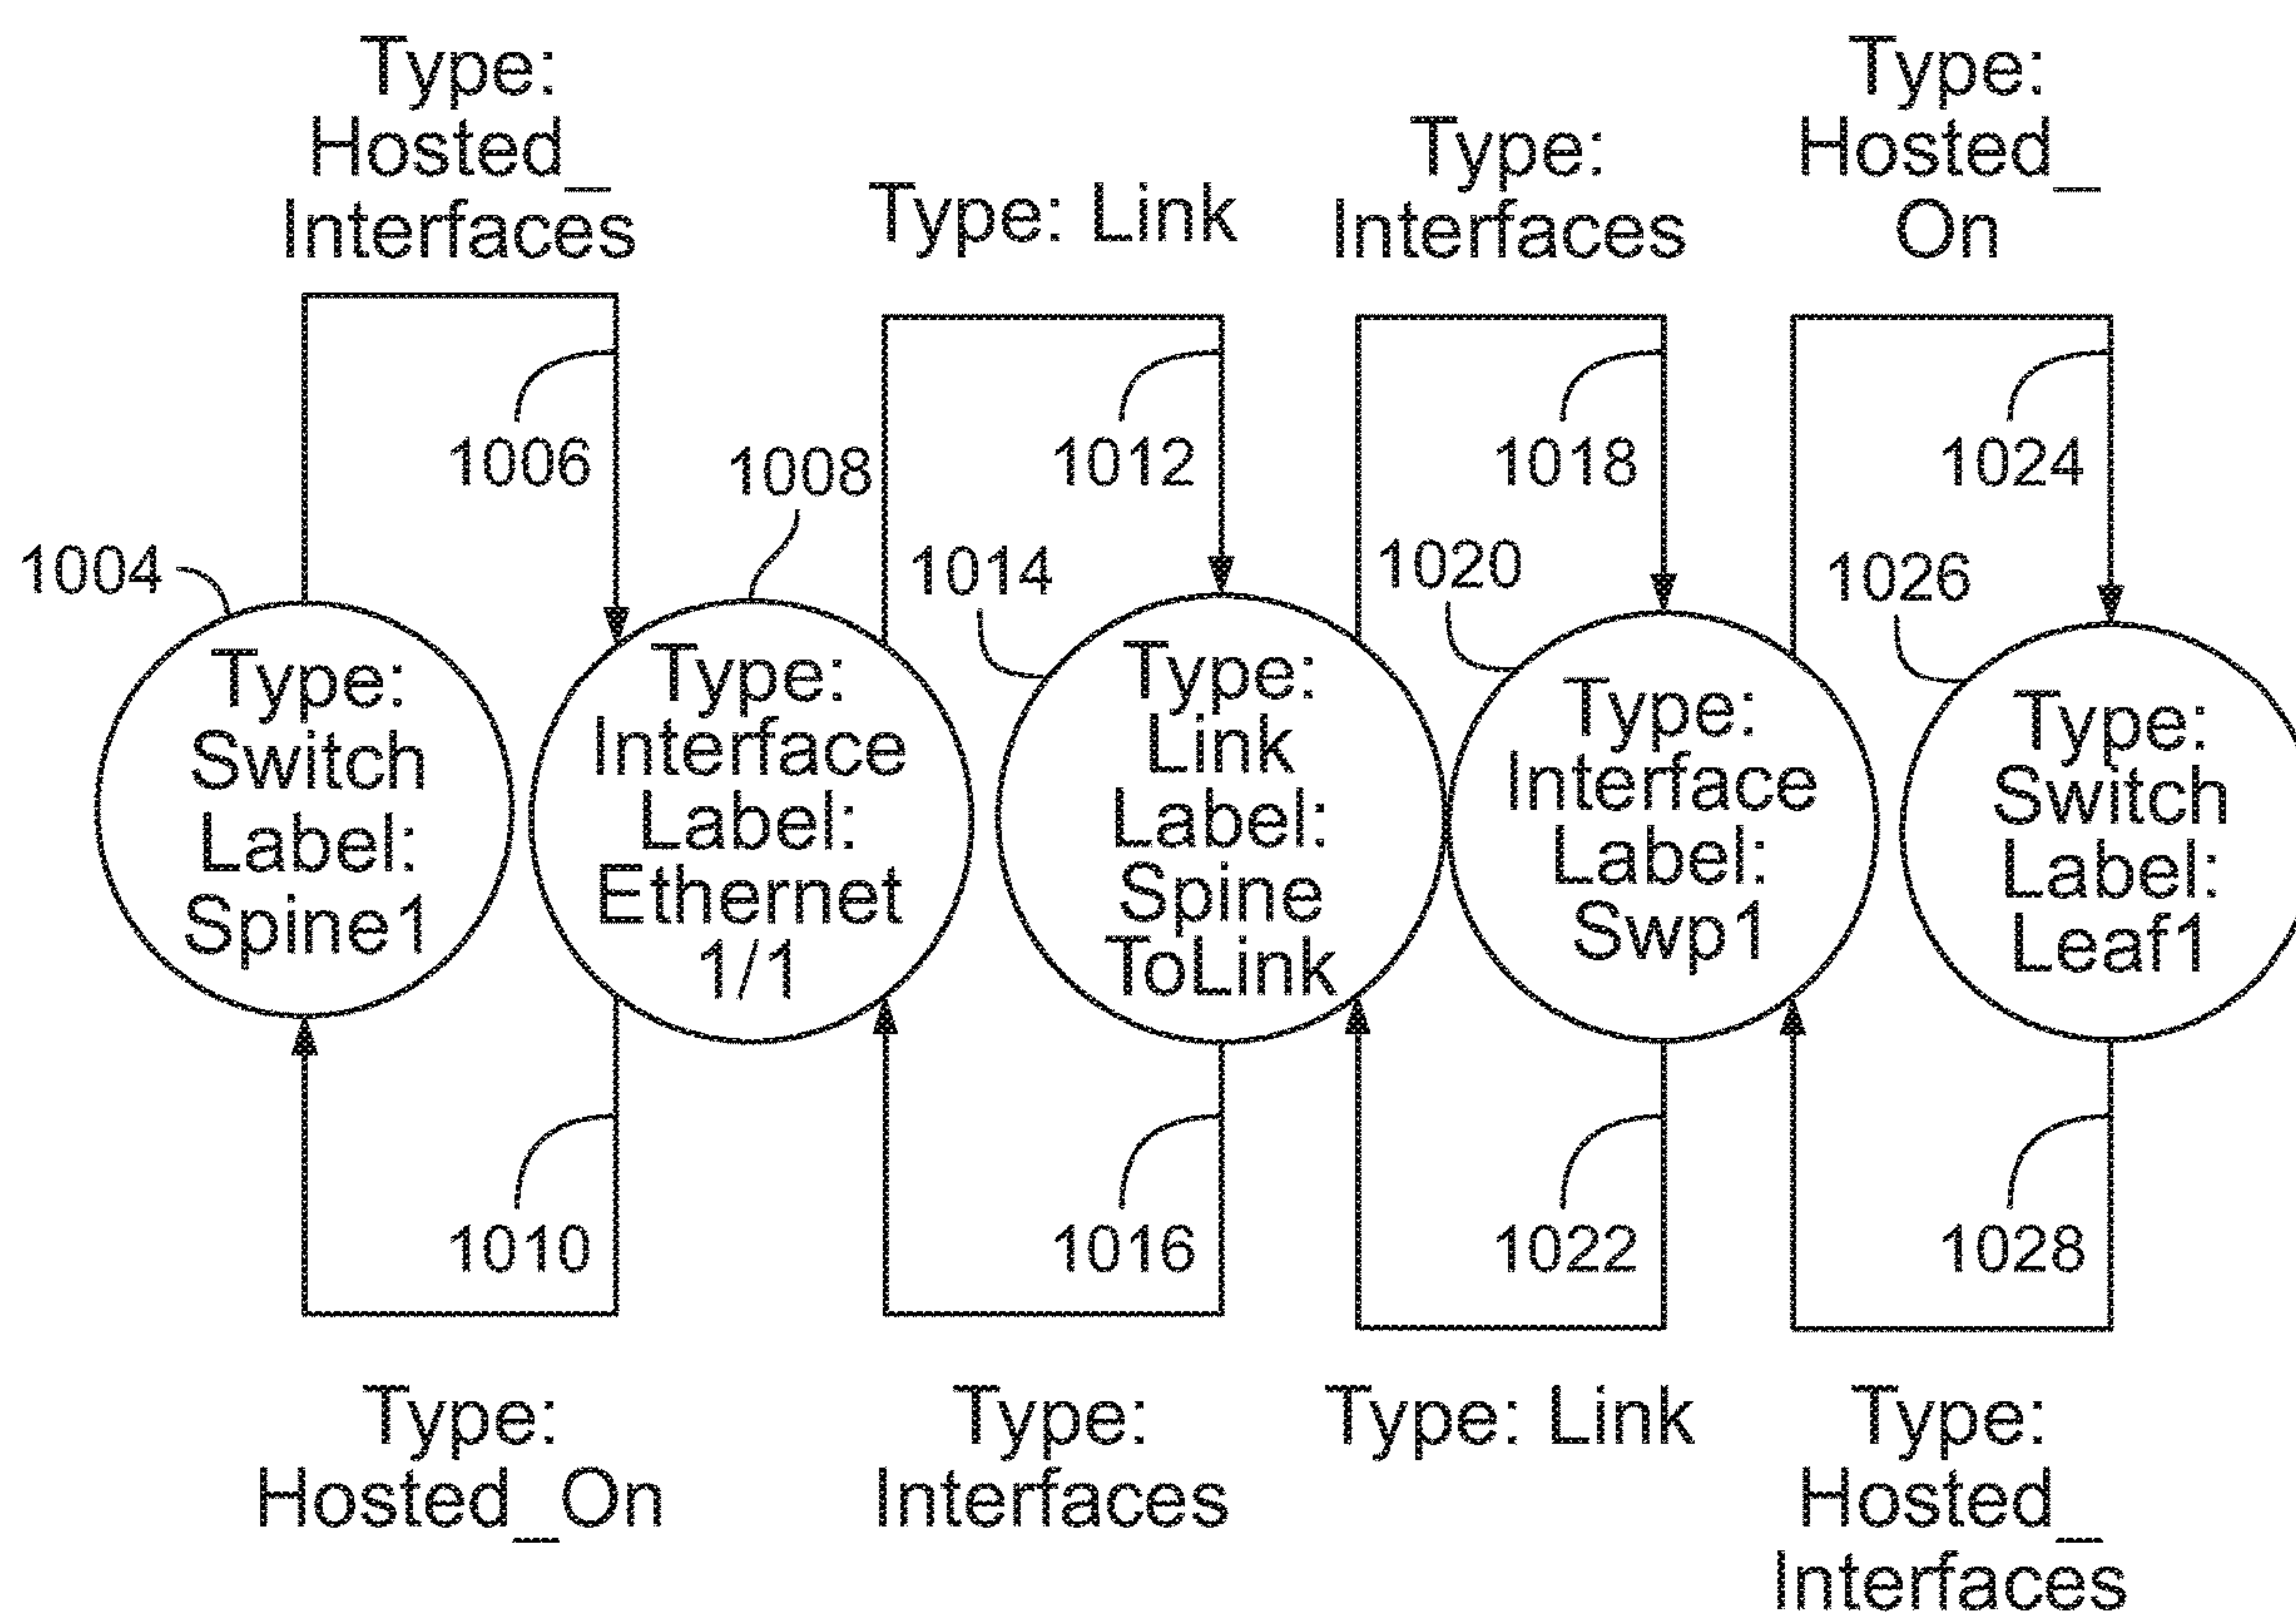 Type:
Hosted_
Interfaces
Type: Link
Type:
Interfaces
Type:
Hosted_
On
1006
1012
1018
1024
1008
1004
1014
1020
1026
Type:
Switch
Label:
Spine1
Type:
Interface
Label:
Ethernet
1/1
Type:
Link
Label:
Spine
ToLink
Type:
Interface
Label:
Swp1
Type:
Switch
Label:
Leaf1
1010
1016
1022
1028
Type:
Hosted_On
Type:
Interfaces
Type: Link
Type:
Hosted_
Interfaces